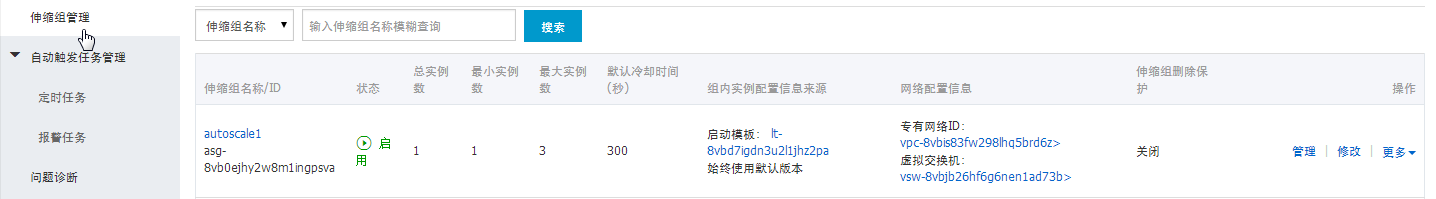 伸缩组管理
自动触发任务管理
定时任务
报警任务
问题诊断
伸缩组名称
输入伸缩组名称模糊查询
搜索
伸缩组名称/ID
状态
总实例
数
最小实例
数
最大实例
数
默认冷却时间
(秒)
组内实例配置信息来源
网络配置信息
伸缩组删除保
护
操作
autoscale1
asg-
8vb0ejhy2w8m1ingpsva
启
用
1
1
3
300
启动模板： lt-
8vbd7igdn3u2l1jhz2pa
始终使用默认版本
专有网络ID：
vpc-8vbis83fw298lhq5brd6z>
虚拟交换机：
vsw-8vbjb26hf6g6nen1ad73b>
关闭
管理
修改
更多